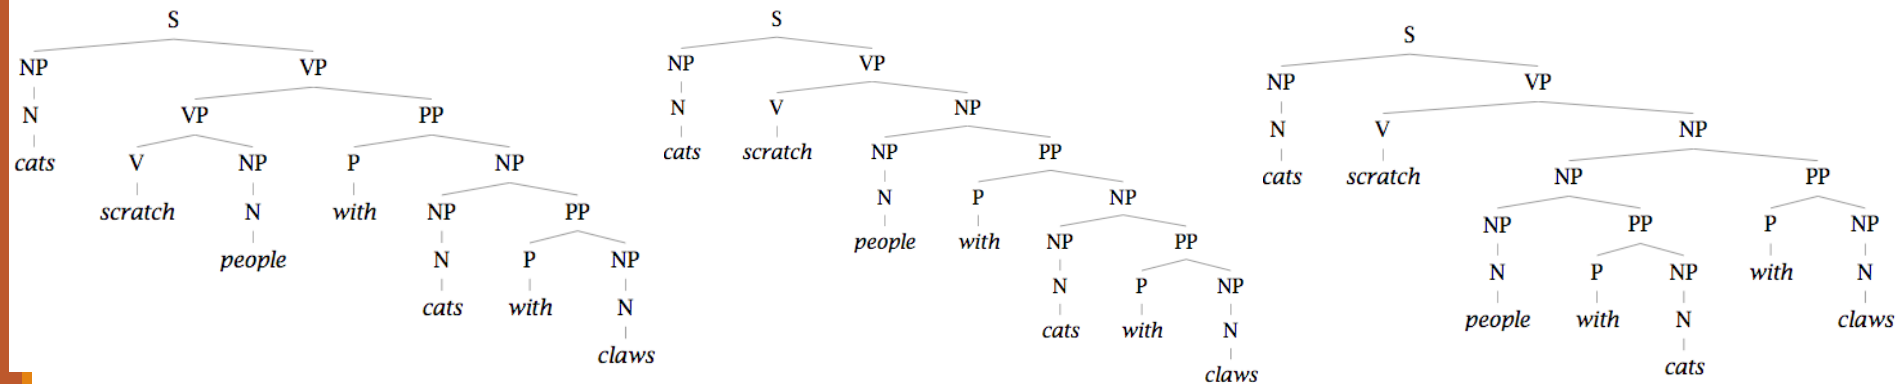 S
NP VP
N VP PP
cats V NP P NP
scratch N with NP PP
people N P NP
cats with N
claws
S
NP VP
N V NP
cats scratch NP PP
N P NP
people with NP PP
N P NP
cats with N
claws
S
NP VP
N V NP
cats scratch NP PP
NP PP P NP
N P NP with N
people with N claws
cats